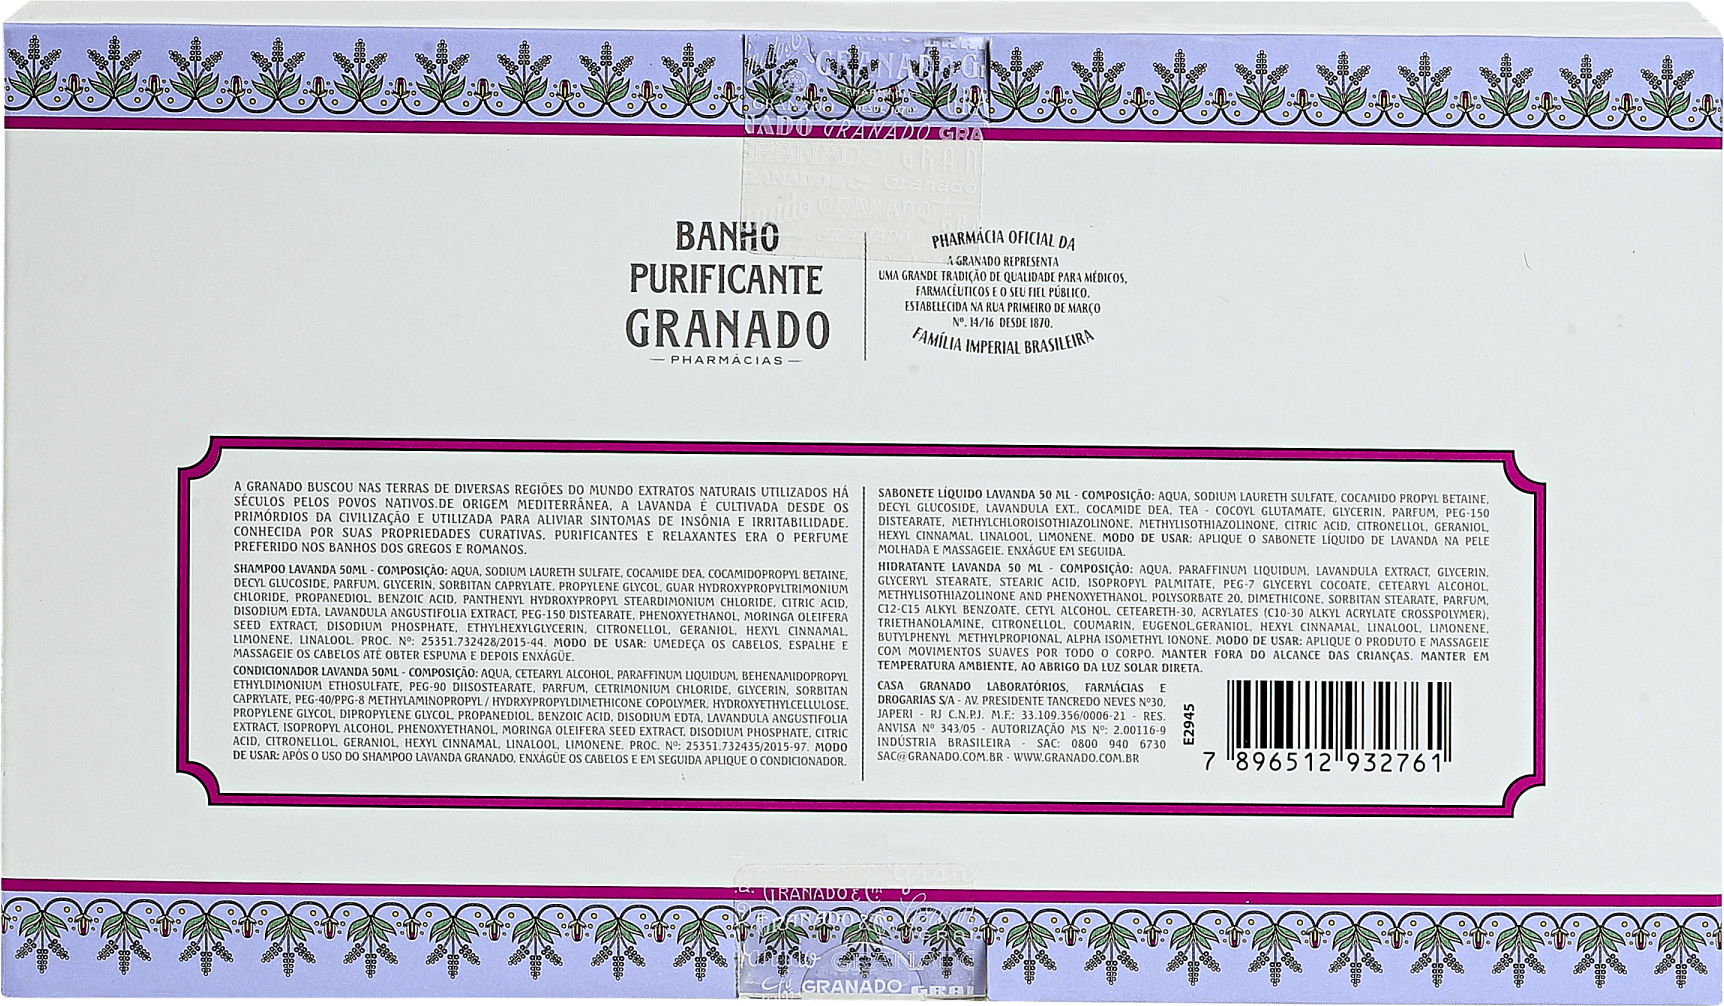 GRANADO
GRANADO GRANADO GRA
GRANADO GRAN
GRANADO & Cª Granado
GRANADO
GRANADO
BANHO
PURIFICANTE
GRANADO
PHARMÁCIAS
PHARMÁCIA OFICIAL DA
A GRANADO REPRESENTA
UMA GRANDE TRADIÇÃO DE QUALIDADE PARA MÉDICOS,
FARMACÊUTICOS E O SEU FIEL PÚBLICO.
ESTABELECIDA NA RUA PRIMEIRO DE MARÇO
Nº. 14/16 DESDE 1870.
FAMÍLIA IMPERIAL BRASILEIRA
A GRANADO BUSCOU NAS TERRAS DE DIVERSAS REGIÕES DO MUNDO EXTRATOS NATURAIS UTILIZADOS HÁ
SÉCULOS PELOS POVOS NATIVOS.DE ORIGEM MEDITERRÂNEA, A LAVANDA É CULTIVADA DESDE OS
PRIMÓRDIOS DA CIVILIZAÇÃO E UTILIZADA PARA ALIVIAR SINTOMAS DE INSÔNIA E IRRITABILIDADE.
CONHECIDA POR SUAS PROPRIEDADES CURATIVAS, PURIFICANTES E RELAXANTES ERA O PERFUME
PREFERIDO NOS BANHOS DOS GREGOS E ROMANOS.
SHAMPOO LAVANDA 50ML - COMPOSIÇÃO: AQUA, SODIUM LAURETH SULFATE, COCAMIDE DEA, COCAMIDOPROPYL BETAINE,
DECYL GLUCOSIDE, PARFUM, GLYCERIN, SORBITAN CAPRYLATE, PROPYLENE GLYCOL, GUAR HYDROXYPROPYLTRIMONIUM
CHLORIDE, PROPANEDIOL, BENZOIC ACID, PANTHENYL HYDROXYPROPYL STEARDIMONIUM CHLORIDE, CITRIC ACID,
DISODIUM EDTA, LAVANDULA ANGUSTIFOLIA EXTRACT, PEG-150 DISTEARATE, PHENOXYETHANOL, MORINGA OLEIFERA
SEED EXTRACT, DISODIUM PHOSPHATE, ETHYLHEXYLGLYCERIN, CITRONELLOL, GERANIOL, HEXYL CINNAMAL,
LIMONENE, LINALOOL. PROC. Nº: 25351.732428/2015-44. MODO DE USAR: UMEDEÇA OS CABELOS, ESPALHE E
MASSAGEIE OS CABELOS ATÉ OBTER ESPUMA E DEPOIS ENXÁGÜE.
CONDICIONADOR LAVANDA 50ML - COMPOSIÇÃO: AQUA, CETEARYL ALCOHOL, PARAFFINUM LIQUIDUM, BEHENAMIDOPROPYL
ETHYLDIMONIUM ETHOSULFATE, PEG-90 DIISOSTEARATE, PARFUM, CETRIMONIUM CHLORIDE, GLYCERIN, SORBITAN
CAPRYLATE, PEG-40/PPG-8 METHYLAMINOPROPYL / HYDRXYPROPYLDIMETHICONE COPOLYMER, HYDROXYETHYLCELLULOSE,
PROPYLENE GLYCOL, DIPROPYLENE GLYCOL, PROPANEDIOL, BENZOIC ACID, DISODIUM EDTA, LAVANDULA ANGUSTIFOLIA
EXTRACT, ISOPROPYL ALCOHOL, PHENOXYETHANOL, MORINGA OLEIFERA SEED EXTRACT, DISODIUM PHOSPHATE, CITRIC
ACID, CITRONELLOL, GERANIOL, HEXYL CINNAMAL, LINALOOL, LIMONENE. PROC. Nº: 25351.732435/2015-97. MODO
DE USAR: APÓS O USO DO SHAMPOO LAVANDA GRANADO, ENXÁGÜE OS CABELOS E EM SEGUIDA APLIQUE O CONDICIONADOR.
SABONETE LÍQUIDO LAVANDA 50 ML - COMPOSIÇÃO: AQUA, SODIUM LAURETH SULFATE, COCAMIDO PROPYL BETAINE,
DECYL GLUCOSIDE, LAVANDULA EXT., COCAMIDE DEA, TEA - COCOYL GLUTAMATE, GLYCERIN, PARFUM, PEG-150
DISTEARATE, METHYLCHLOROISOTHIAZOLINONE, METHYLISOTHIAZOLINONE, CITRIC ACID, CITRONELLOL, GERANIOL,
HEXYL CINNAMAL, LINALOOL, LIMONENE. MODO DE USAR: APLIQUE O SABONETE LÍQUIDO DE LAVANDA NA PELE
MOLHADA E MASSAGEIE. ENXÁGUE EM SEGUIDA.
HIDRATANTE LAVANDA 50 ML - COMPOSIÇÃO: AQUA, PARAFFINUM LIQUIDUM, LAVANDULA EXTRACT, GLYCERIN,
GLYCERYL STEARATE, STEARIC ACID, ISOPROPYL PALMITATE, PEG-7 GLYCERYL COCOATE, CETEARYL ALCOHOL,
METHYLISOTHIAZOLINONE AND PHENOXYETHANOL, POLYSORBATE 20, DIMETHICONE, SORBITAN STEARATE, PARFUM,
C12-C15 ALKYL BENZOATE, CETYL ALCOHOL, CETEARETH-30, ACRYLATES (C10-30 ALKYL ACRYLATE CROSSPOLYMER),
TRIETHANOLAMINE, CITRONELLOL, COUMARIN, EUGENOL,GERANIOL, HEXYL CINNAMAL, LINALOOL, LIMONENE,
BUTYLPHENYL METHYLPROPIONAL, ALPHA ISOMETHYL IONONE. MODO DE USAR: APLIQUE O PRODUTO E MASSAGEIE
COM MOVIMENTOS SUAVES POR TODO O CORPO. MANTER FORA DO ALCANCE DAS CRIANÇAS. MANTER EM
TEMPERATURA AMBIENTE, AO ABRIGO DA LUZ SOLAR DIRETA.
CASA GRANADO LABORATÓRIOS, FARMÁCIAS E
DROGARIAS S/A - AV. PRESIDENTE TANCREDO NEVES Nº30,
JAPERI - RJ C.N.P.J. M.F.: 33.109.356/0006-21 - RES.
ANVISA Nº 343/05 - AUTORIZAÇÃO MS Nº: 2.00116-9
INDÚSTRIA BRASILEIRA - SAC: 0800 940 6730
SAC@GRANADO.COM.BR - WWW.GRANADO.COM.BR
E2945
7 896512 932761
GRANADO & Cª
GRANADO
GRANADO
GRANADO